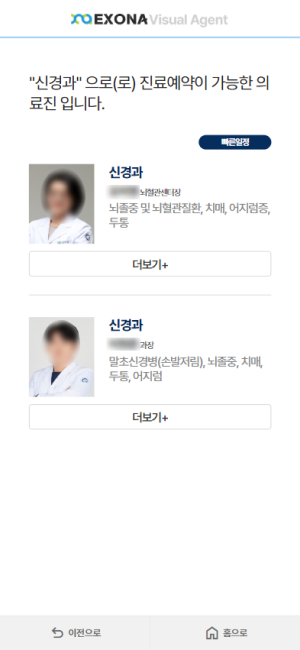 EXONA Visual Agent
"신경과" 으로(로) 진료예약이 가능한 의
료진 입니다.
빠른일정
신경과
뇌혈관센터장
뇌졸중 및 뇌혈관질환, 치매, 어지럼증,
두통
더보기+
신경과
과장
말초신경병(손발저림), 뇌졸중, 치매,
두통, 어지럼
더보기+
이전으로
홈으로